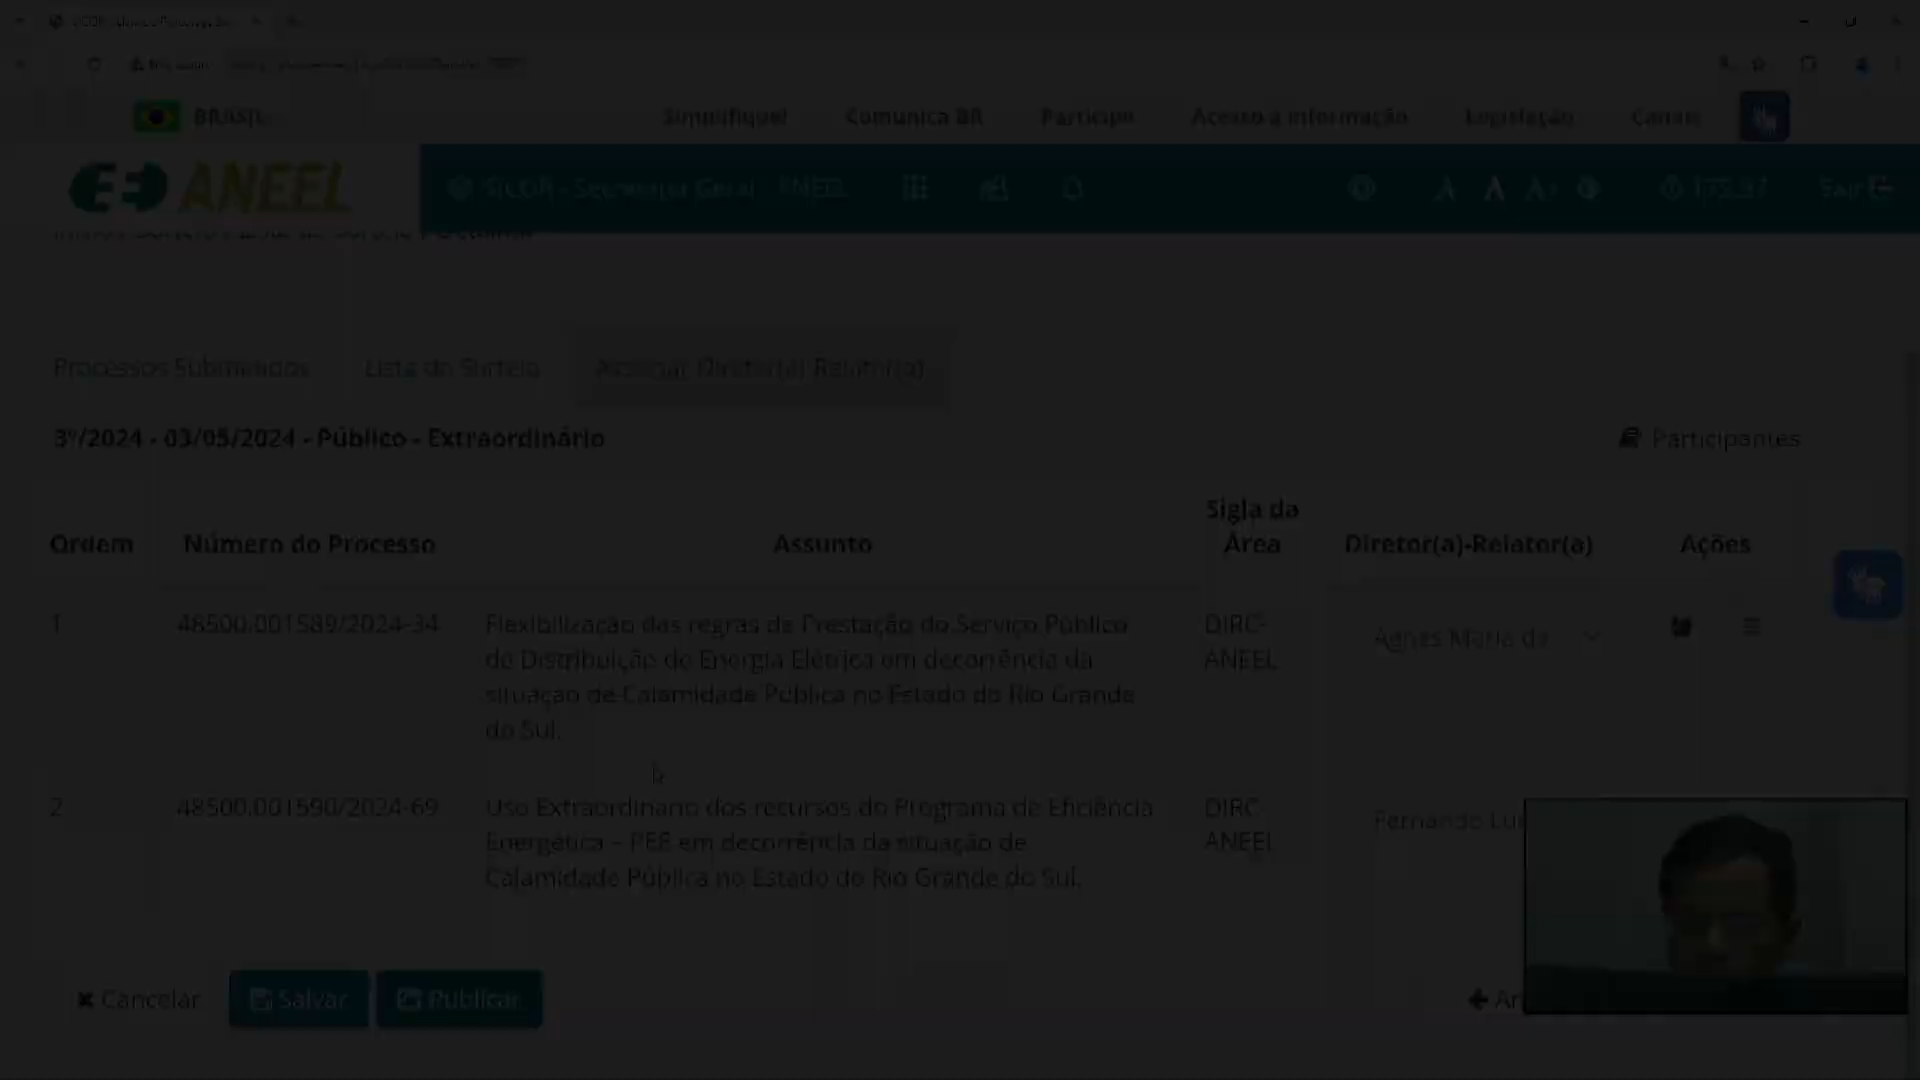 BRASIL
Simplifique! Comunica BR Participe Acesso à informação Legislação Canais
ANEEL
SICOR - Secretaria Geral - ANEEL
Sair
Processos Submetidos Lista do Sorteio Assinar Diretor(a) Relator(a)
3º/2024 - 03/05/2024 - Público - Extraordinário
Participantes
Ordem Número do Processo Assunto Sigla da Área Diretor(a)-Relator(a) Ações
1 48500.001589/2024-34 Flexibilização das regras de Prestação do Serviço Público DIRC-
de Distribuição de Energia Elétrica em decorrência da ANEEL Agnes Maria de
situação de Calamidade Pública no Estado do Rio Grande
do Sul.
2 48500.001590/2024-69 Uso Extraordinário dos recursos do Programa de Eficiência DIRC- Fernando Lui
Energética – PEE em decorrência da situação de ANEEL
Calamidade Pública no Estado do Rio Grande do Sul.
Cancelar Salvar Publicar